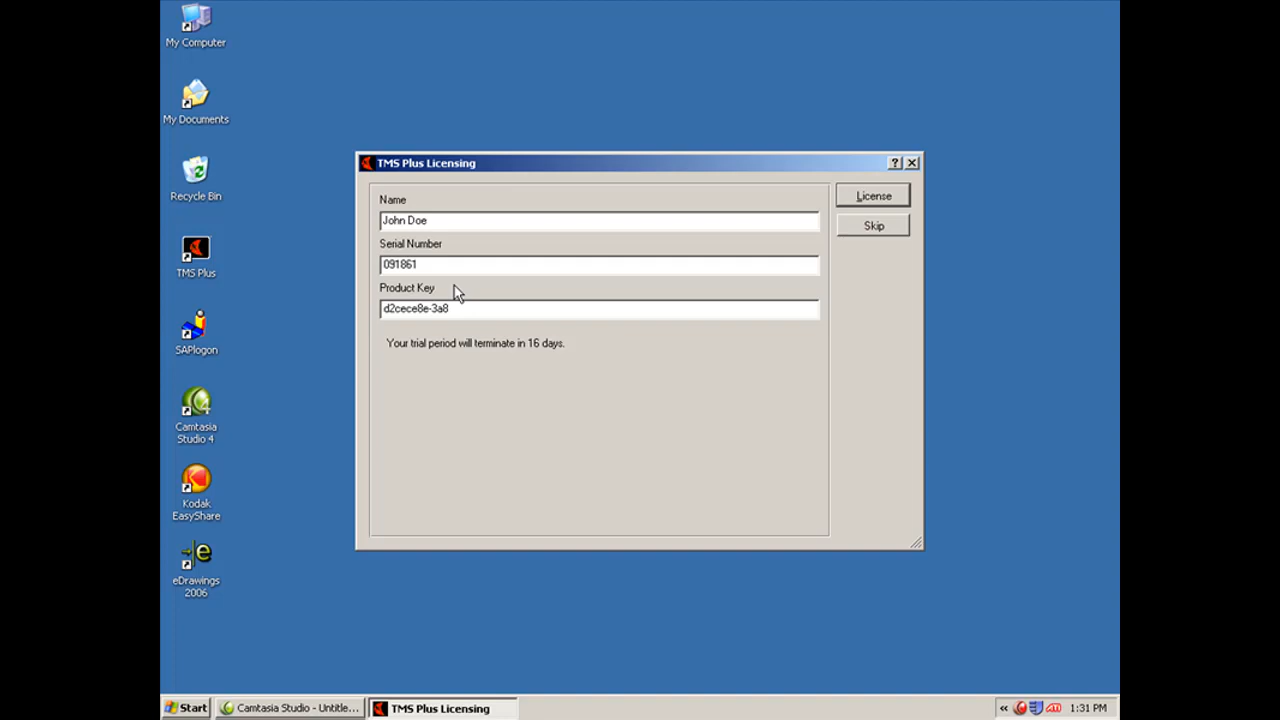 My Computer
My Documents
Recycle Bin
TMS Plus
SAPlogon
Camtasia
Studio 4
Kodak
EasyShare
eDrawings
2006
TMS Plus Licensing
Name
John Doe
Serial Number
091861
Product Key
d2cece8e-3a8
Your trial period will terminate in 16 days.
License
Skip
Start
Camtasia Studio - Untitle...
TMS Plus Licensing
1:31 PM